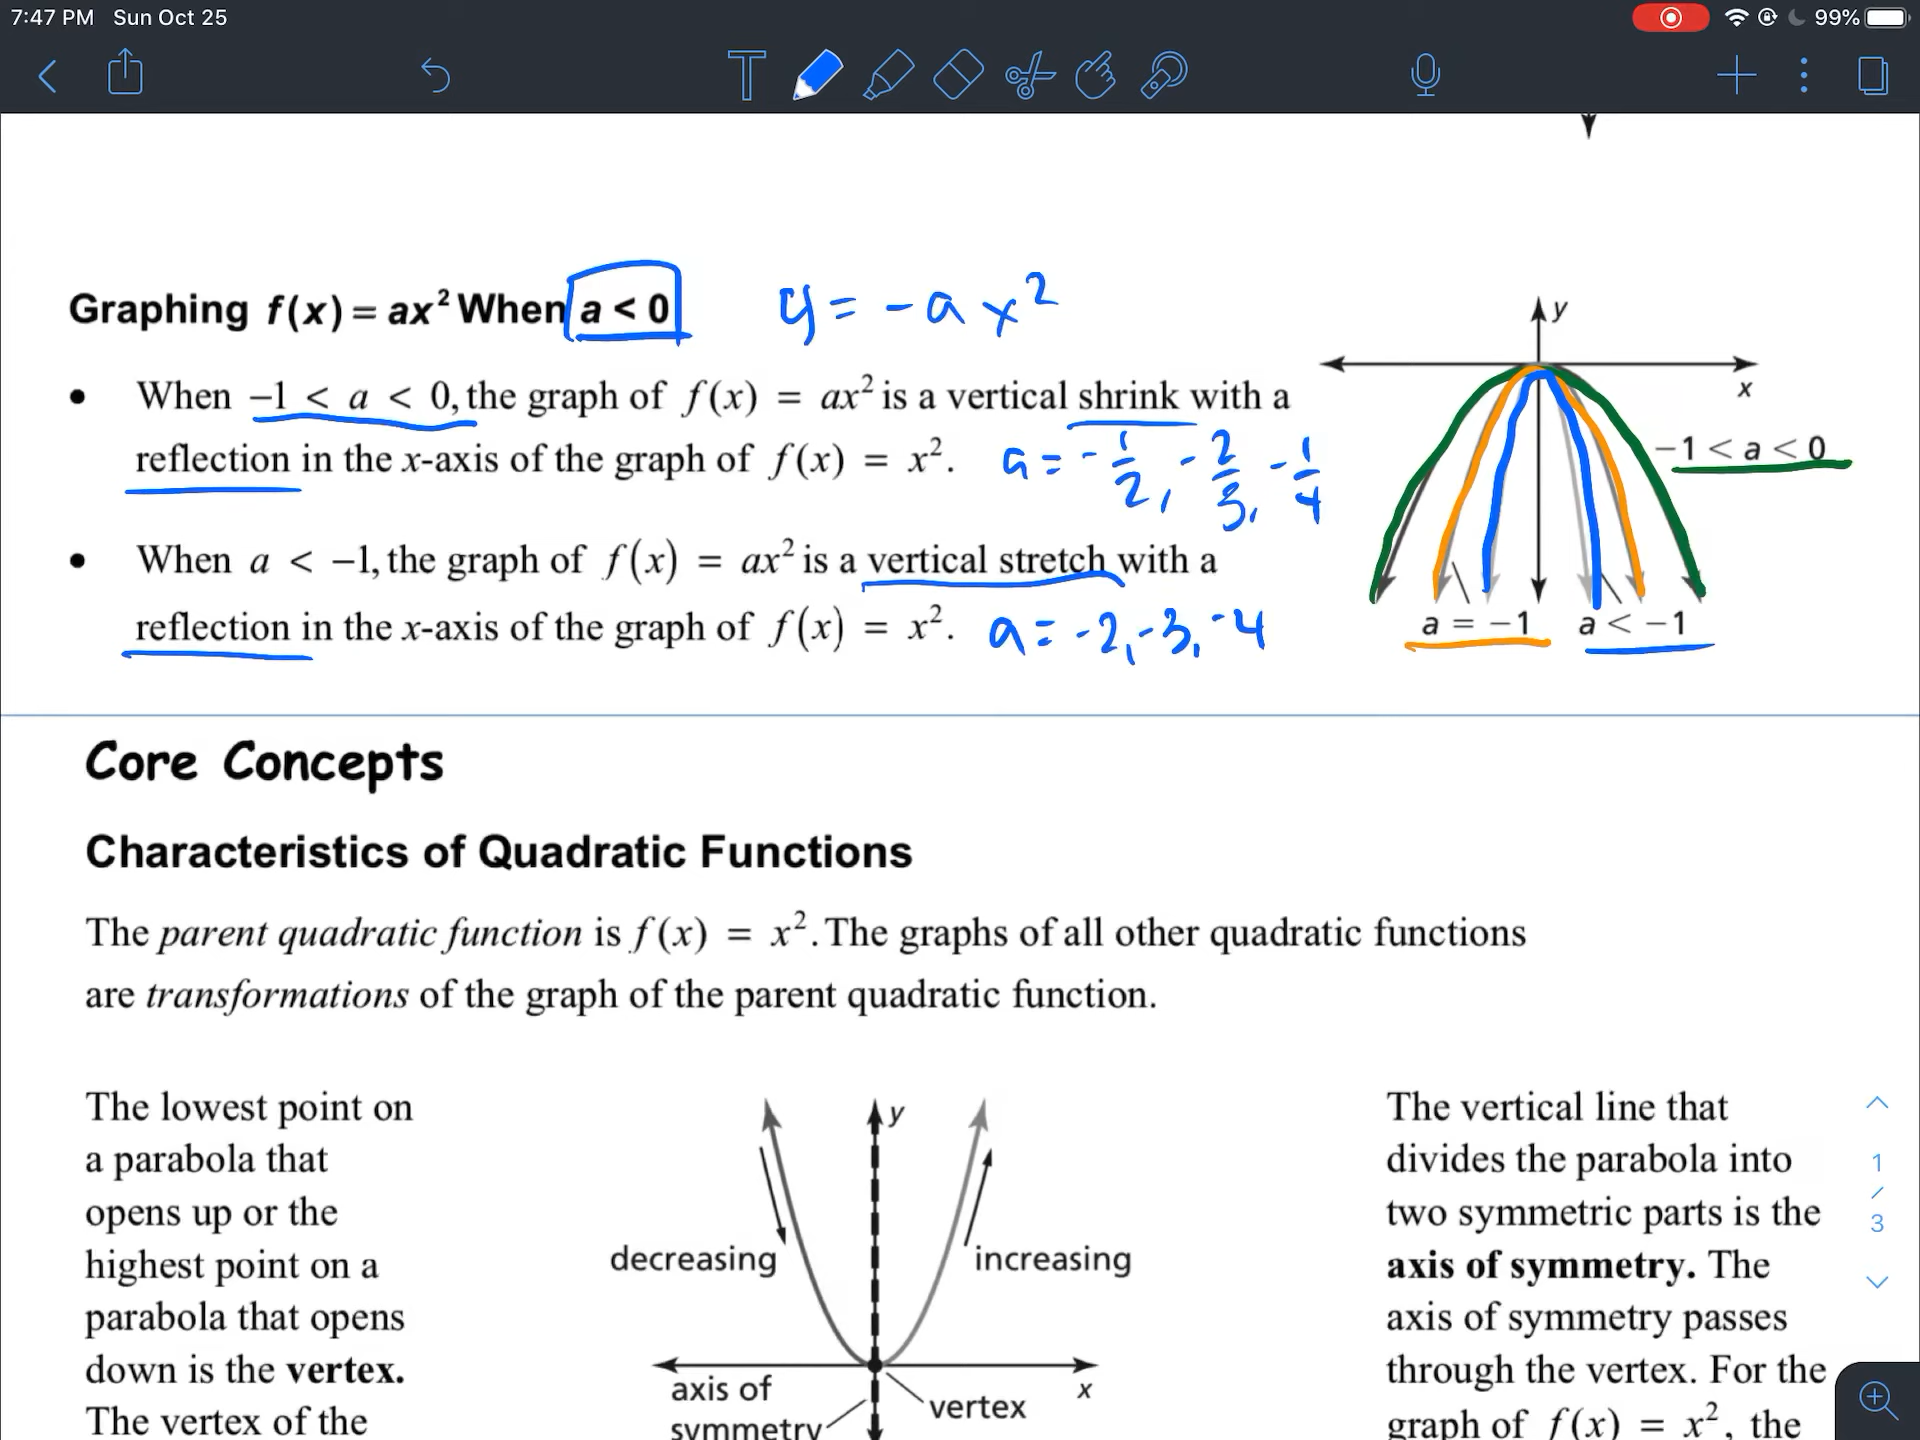 7:47 PM Sun Oct 25 99%
T
Graphing f(x) = ax² When a < 0 y = -ax²
• When −1 < a < 0, the graph of f(x) = ax² is a vertical shrink with a
reflection in the x-axis of the graph of f(x) = x². a = -1/2, -2/3, -1/4
• When a < −1, the graph of f(x) = ax² is a vertical stretch with a
reflection in the x-axis of the graph of f(x) = x². a = -2, -3, -4
y
x
−1 < a < 0
a = −1 a < −1
Core Concepts
Characteristics of Quadratic Functions
The parent quadratic function is f(x) = x². The graphs of all other quadratic functions
are transformations of the graph of the parent quadratic function.
The lowest point on
a parabola that
opens up or the
highest point on a
parabola that opens
down is the vertex.
The vertex of the
y
decreasing increasing
x
axis of
symmetry
vertex
The vertical line that
divides the parabola into
two symmetric parts is the
axis of symmetry. The
axis of symmetry passes
through the vertex. For the
graph of f(x) = x², the
1
/
3